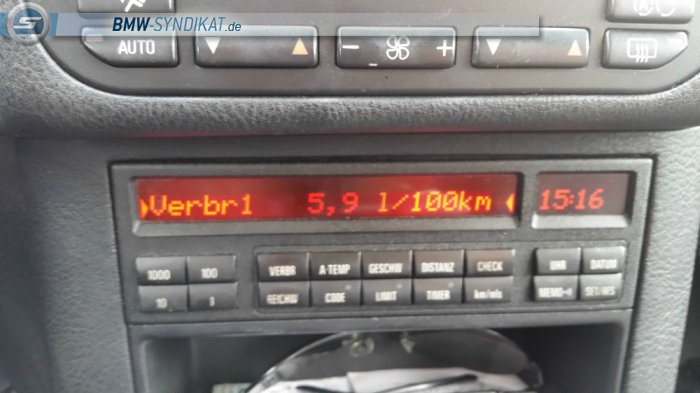 BMW-SYNDIKAT.de
AUTO
Verbr1 5,9 l/100km 15:16
1000 100 VERBR A-TEMP GESCHW DISTANZ CHECK UHR DATUM
10 1 REICHW CODE LIMIT TIMER km/mls MEMO SET/RES